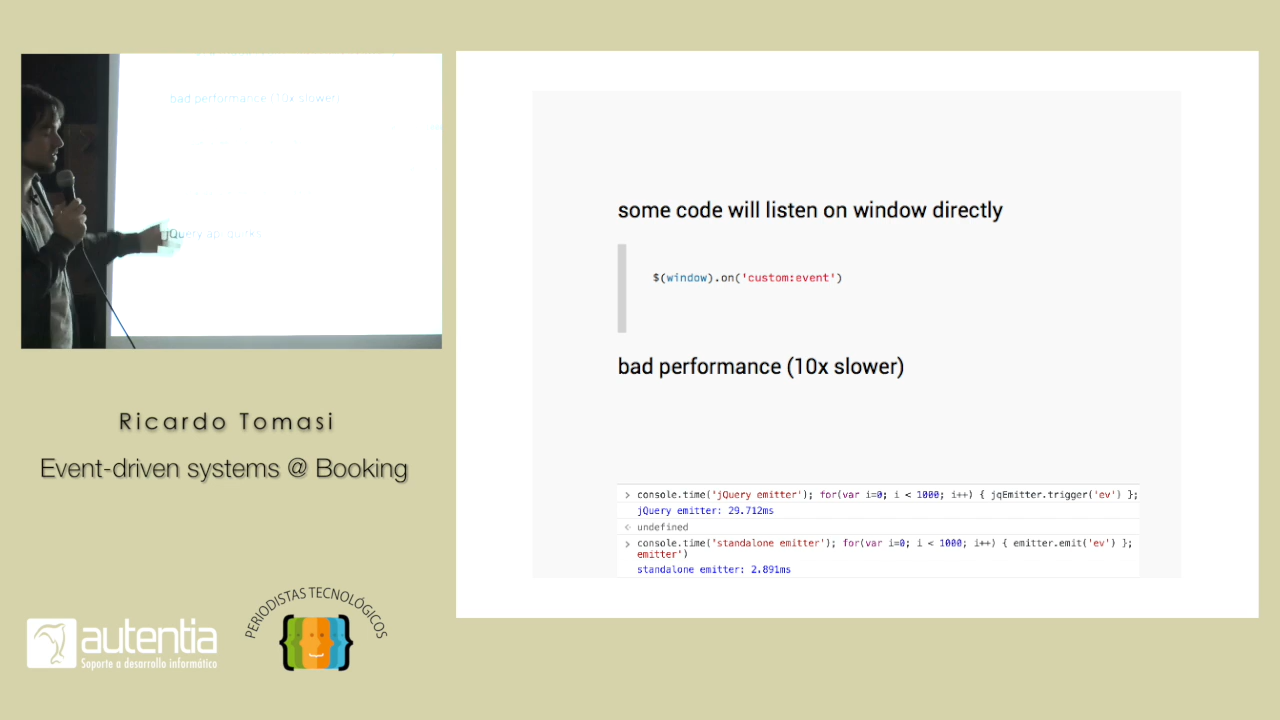 bad performance (10x slower)
jQuery api quirks
Ricardo Tomasi
Event-driven systems @ Booking
autentia
Soporte a desarrollo informático
PERIODISTAS TECNOLÓGICOS
some code will listen on window directly
$(window).on('custom:event')
bad performance (10x slower)
> console.time('jQuery emitter'); for(var i=0; i < 1000; i++) { jqEmitter.trigger('ev') };
jQuery emitter: 29.712ms
< undefined
> console.time('standalone emitter'); for(var i=0; i < 1000; i++) { emitter.emit('ev') };
emitter')
standalone emitter: 2.891ms